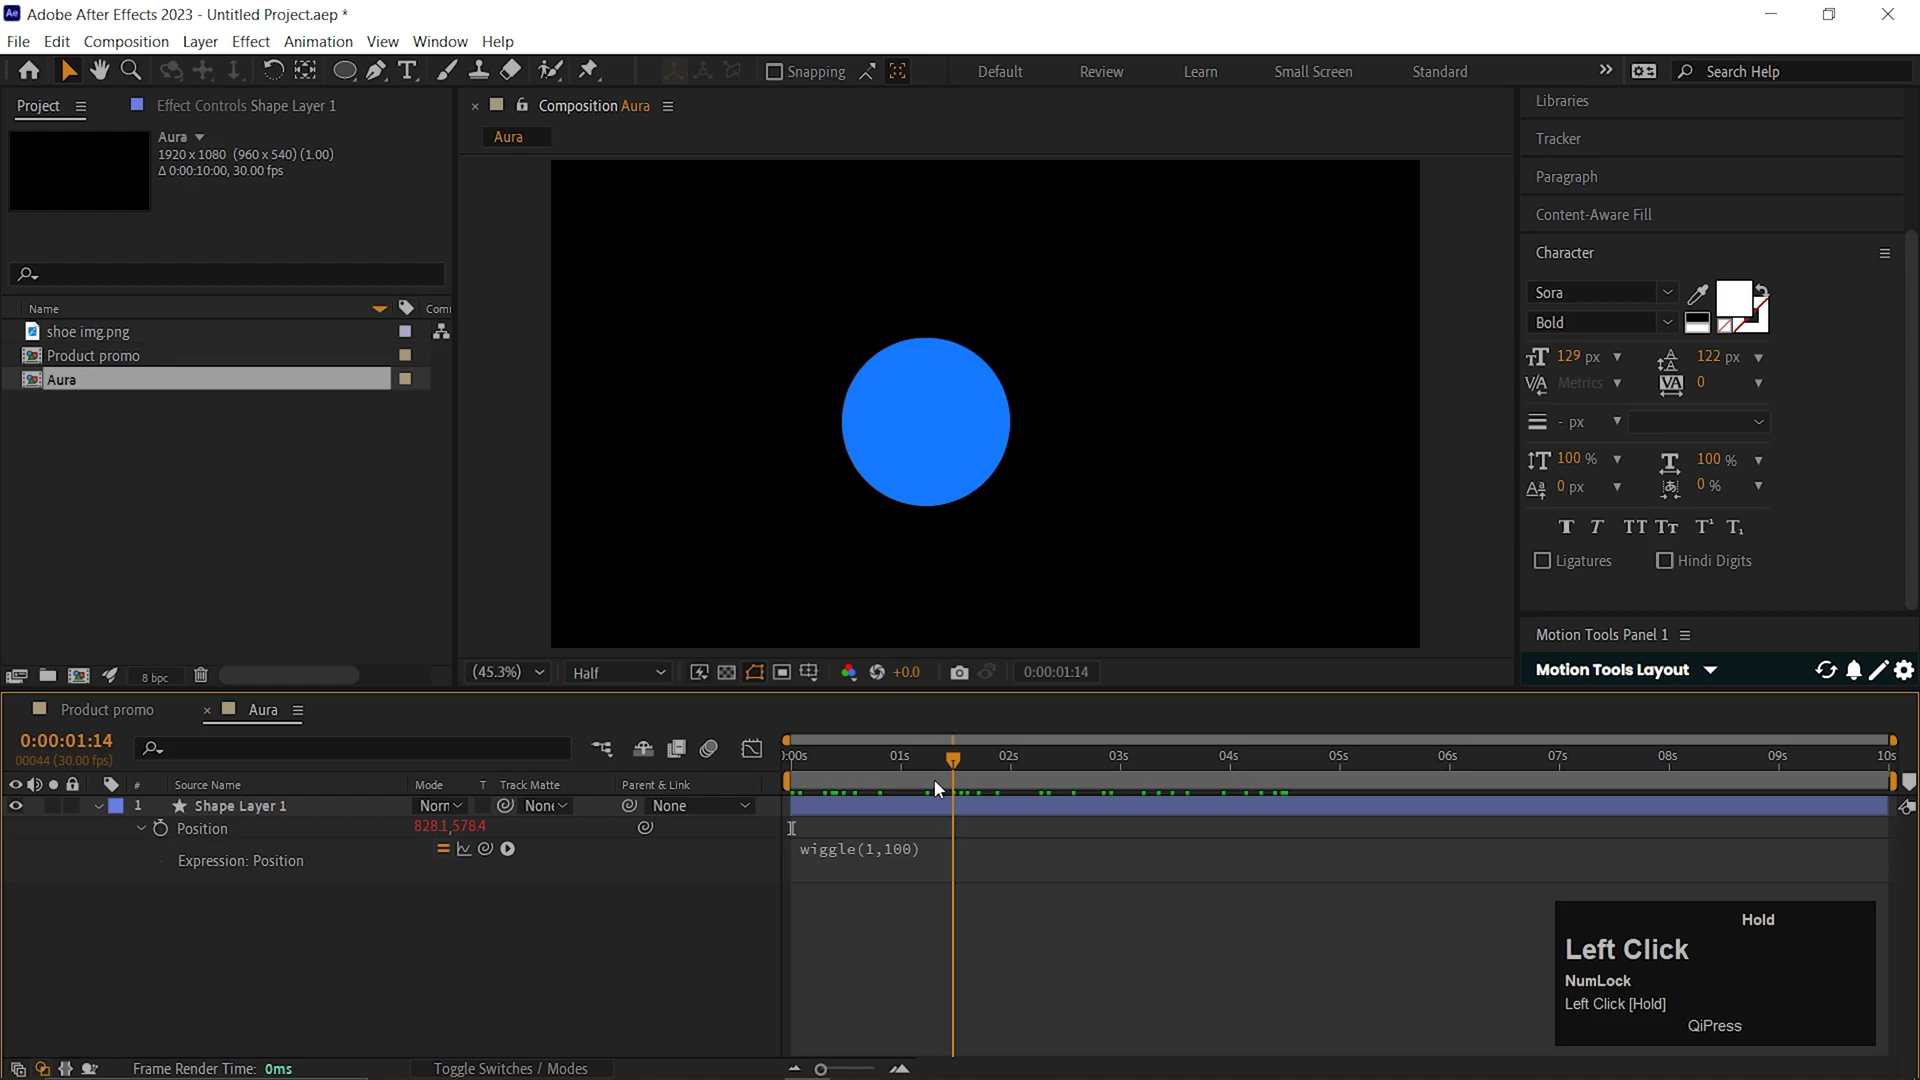 Adobe After Effects 2023 - Untitled Project.aep *
File Edit Composition Layer Effect Animation View Window Help
Snapping
Default Review Learn Small Screen Standard
Search Help
Project
Effect Controls Shape Layer 1
Composition Aura
Libraries
Aura
1920 x 1080 (960 x 540) (1.00)
Δ 0:00:10:00, 30.00 fps
Aura
Tracker
Paragraph
Content-Aware Fill
Character
Sora
Bold
129 px 122 px
Metrics 0
- px
100 % 100 %
0 px 0 %
Ligatures Hindi Digits
Name
shoe img.png
Product promo
Aura
8 bpc
(45.3%) Half +0.0 0:00:01:14
Motion Tools Panel 1
Motion Tools Layout
Product promo Aura
0:00:01:14
00044 (30.00 fps)
01s 02s 03s 04s 05s 06s 07s 08s 09s 10s
# Source Name Mode T Track Matte Parent & Link
1 Shape Layer 1 None
Position 828.1,578.4
Expression: Position
wiggle(1,100)
Hold
Left Click
NumLock
Left Click [Hold]
QiPress
Frame Render Time: 0ms
Toggle Switches / Modes